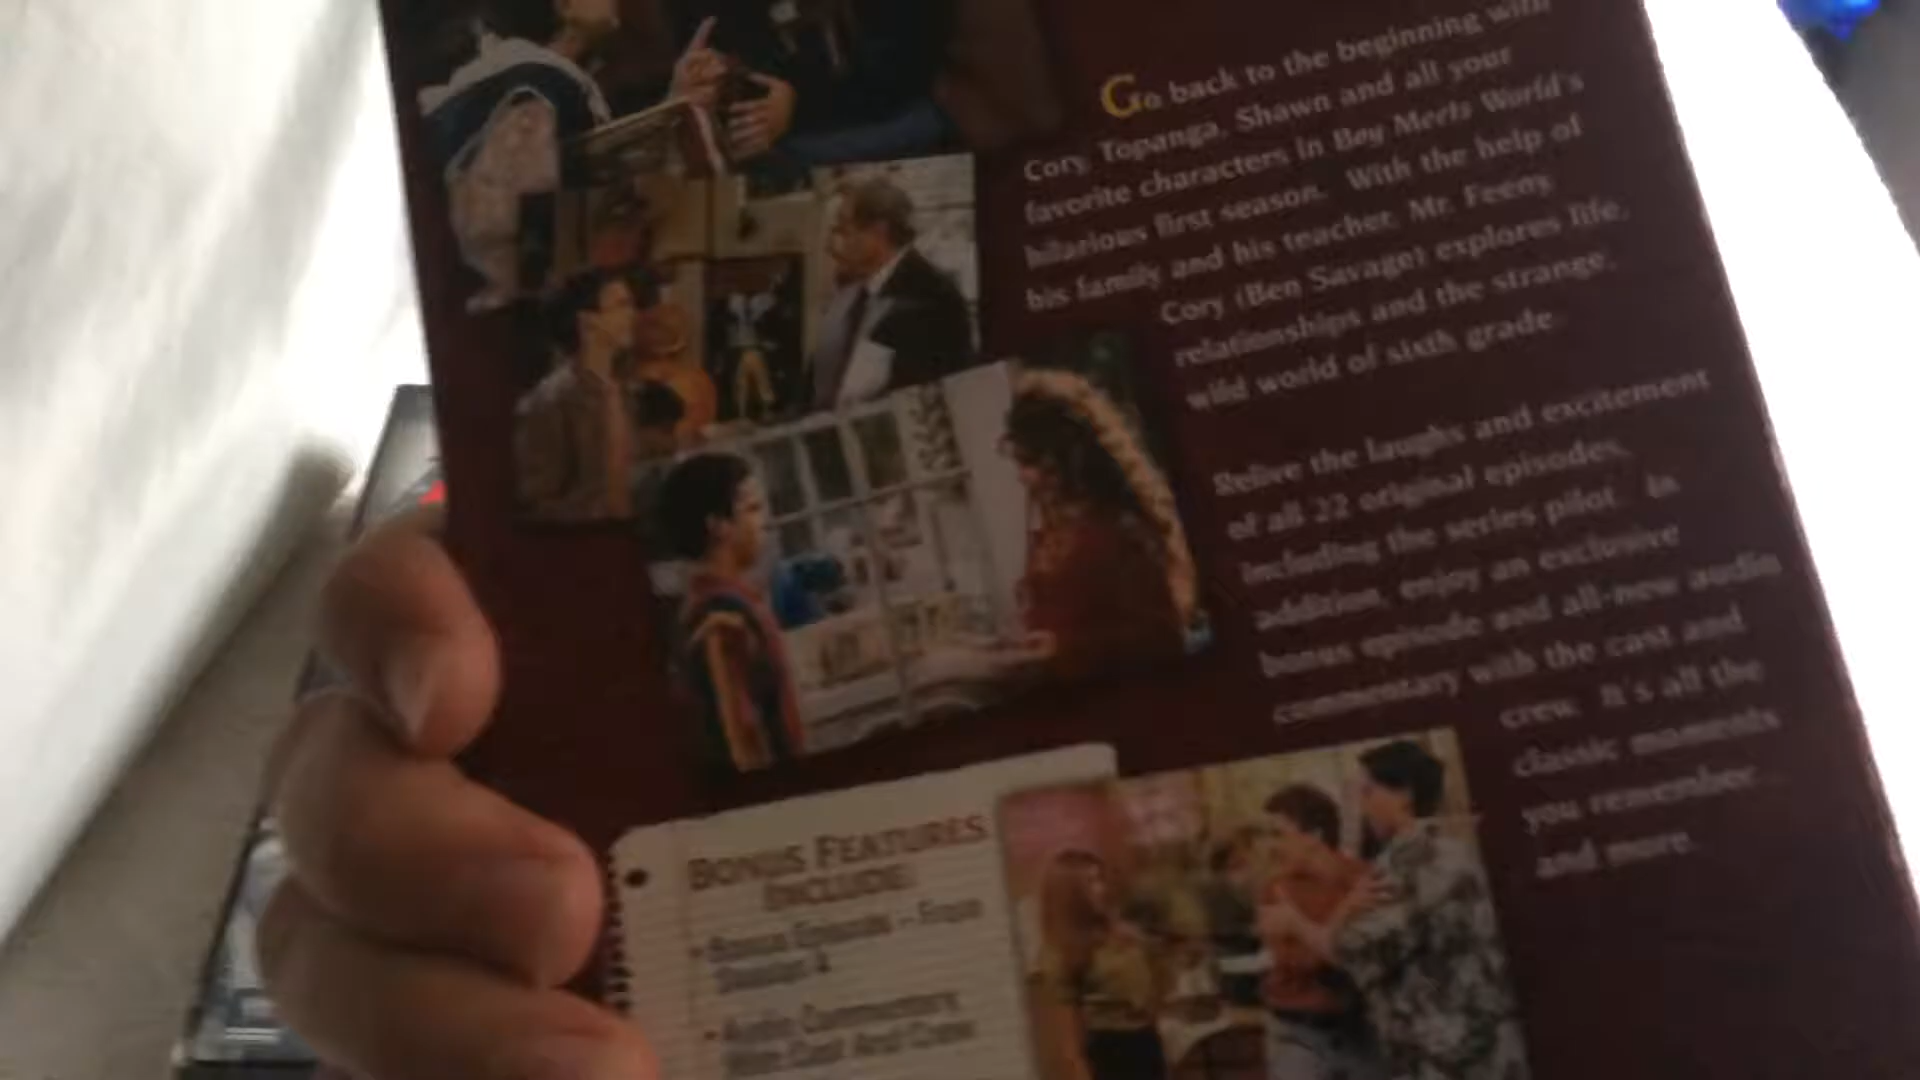 Go back to the beginning with
Cory, Topanga, Shawn and all your
favorite characters in Boy Meets World's
hilarious first season. With the help of
his family and his teacher, Mr. Feeny,
Cory (Ben Savage) explores life,
relationships and the strange,
wild world of sixth grade.
Relive the laughs and excitement
of all 22 original episodes,
including the series pilot. In
addition, enjoy an exclusive
bonus episode and all-new audio
commentary with the cast and
crew. It's all the
classic moments
you remember...
and more.
BONUS FEATURES
INCLUDE:
• Bonus Episode – From
Season 2
• Audio Commentary
With Cast And Crew